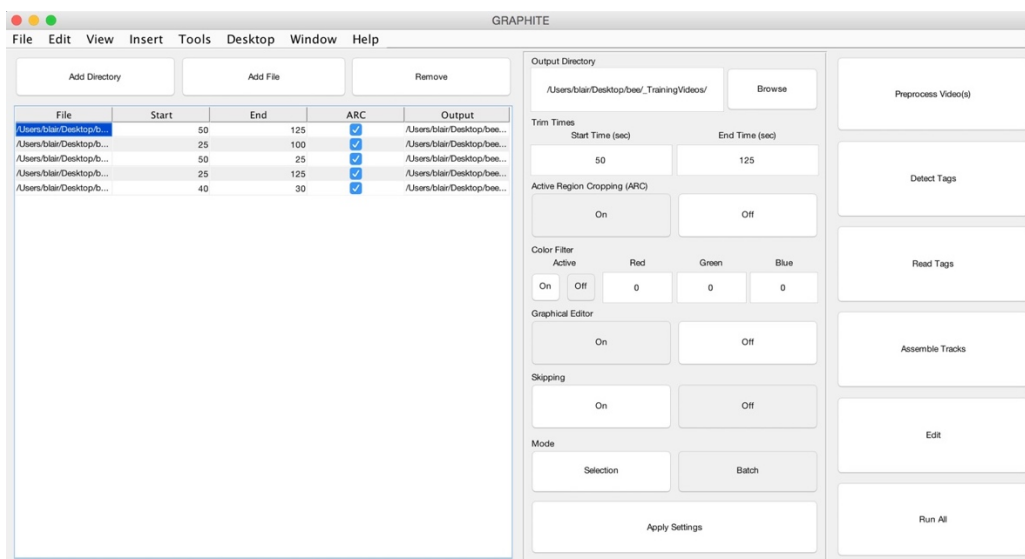 GRAPHITE
File Edit View Insert Tools Desktop Window Help
Add Directory Add File Remove
File Start End ARC Output
/Users/blair/Desktop/b... 50 125 /Users/blair/Desktop/bee...
/Users/blair/Desktop/b... 25 100 /Users/blair/Desktop/bee...
/Users/blair/Desktop/b... 50 25 /Users/blair/Desktop/bee...
/Users/blair/Desktop/b... 25 125 /Users/blair/Desktop/bee...
/Users/blair/Desktop/b... 40 30 /Users/blair/Desktop/bee...
Output Directory
/Users/blair/Desktop/bee/_TrainingVideos/ Browse
Trim Times
Start Time (sec) End Time (sec)
50 125
Active Region Cropping (ARC)
On Off
Color Filter
Active Red Green Blue
On Off 0 0 0
Graphical Editor
On Off
Skipping
On Off
Mode
Selection Batch
Apply Settings
Preprocess Video(s)
Detect Tags
Read Tags
Assemble Tracks
Edit
Run All